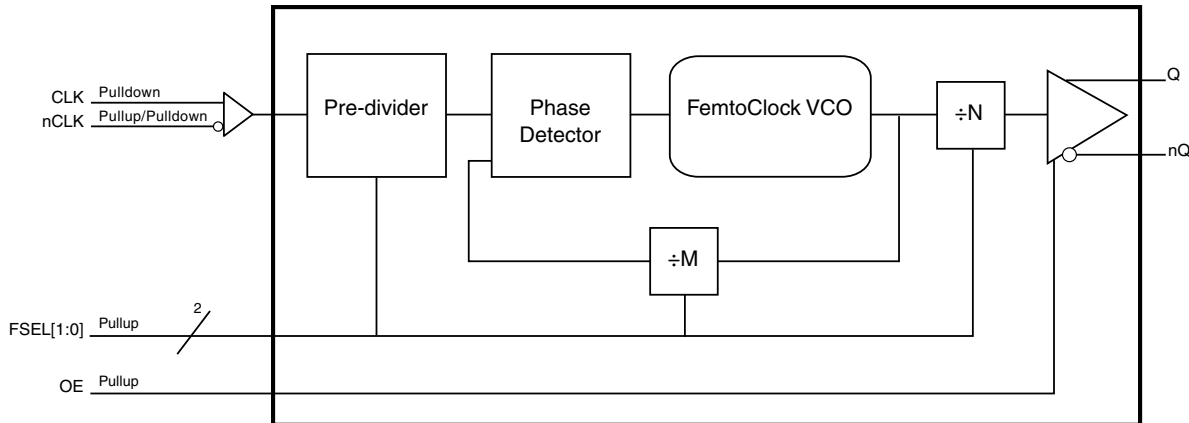 CLK Pulldown
nCLK Pullup/Pulldown
Pre-divider
Phase
Detector
FemtoClock VCO
÷N
Q
nQ
÷M
2
FSEL[1:0] Pullup
OE Pullup